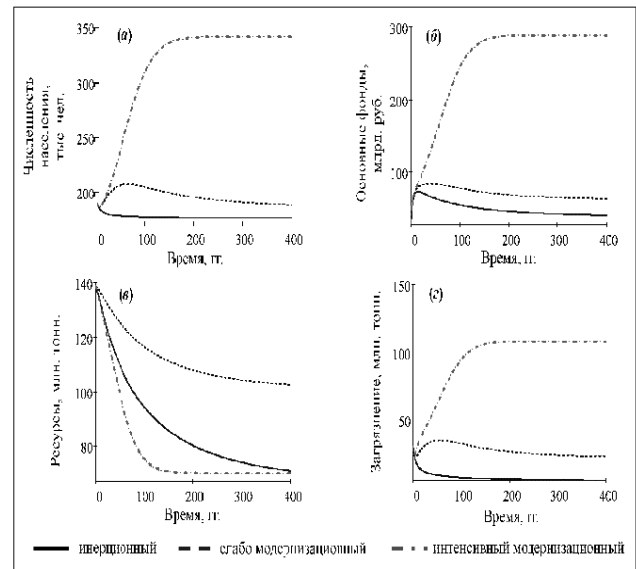 (а)
Численность
населения,
тыс. чел.
350
300
250
200
0 100 200 300 400
Время, гг.
(б)
Основные фонды,
млрд. руб.
300
200
100
0 100 200 300 400
Время, гг.
(в)
Ресурсы, млн. тонн.
140
120
100
80
0 100 200 300 400
Время, гг.
(г)
Загрязнение, млн. тонн.
150
100
50
0 100 200 300 400
Время, гг.
инерционный слабо модернизационный интенсивный модернизационный